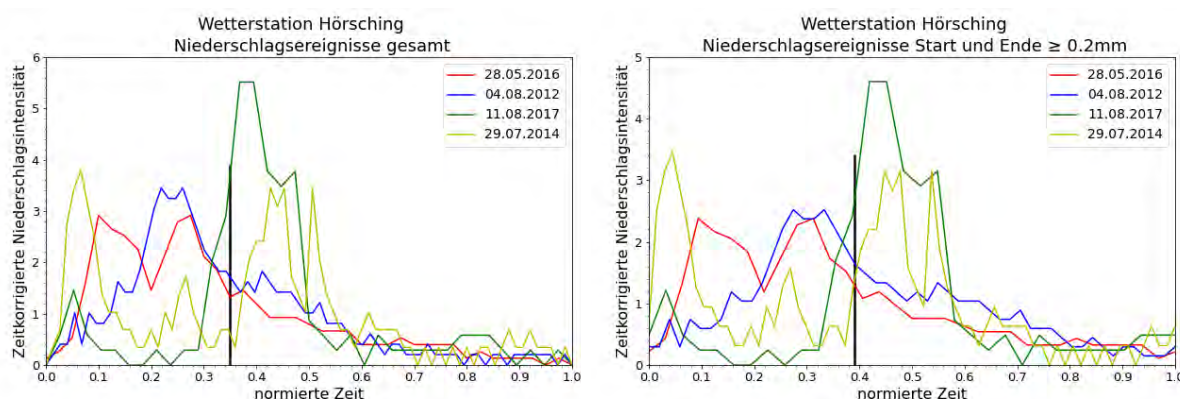 Wetterstation Hörsching
Niederschlagsereignisse gesamt
Zeitkorrigierte Niederschlagsintensität
6
5
4
3
2
1
0
28.05.2016
04.08.2012
11.08.2017
29.07.2014
0.0 0.1 0.2 0.3 0.4 0.5 0.6 0.7 0.8 0.9 1.0
normierte Zeit
Wetterstation Hörsching
Niederschlagsereignisse Start und Ende ≥ 0.2mm
Zeitkorrigierte Niederschlagsintensität
5
4
3
2
1
0
28.05.2016
04.08.2012
11.08.2017
29.07.2014
0.0 0.1 0.2 0.3 0.4 0.5 0.6 0.7 0.8 0.9 1.0
normierte Zeit